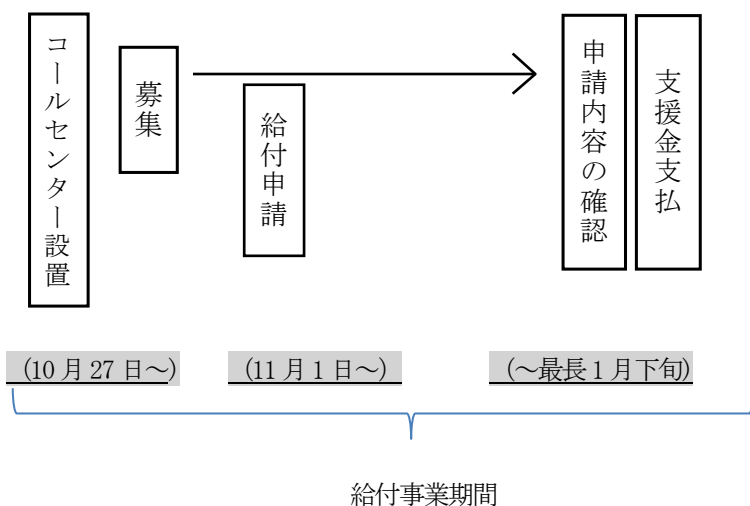 コールセンター設置
募集
給付申請
申請内容の確認
支援金支払
(10月27日~)
(11月1日~)
(~最長1月下旬)
給付事業期間